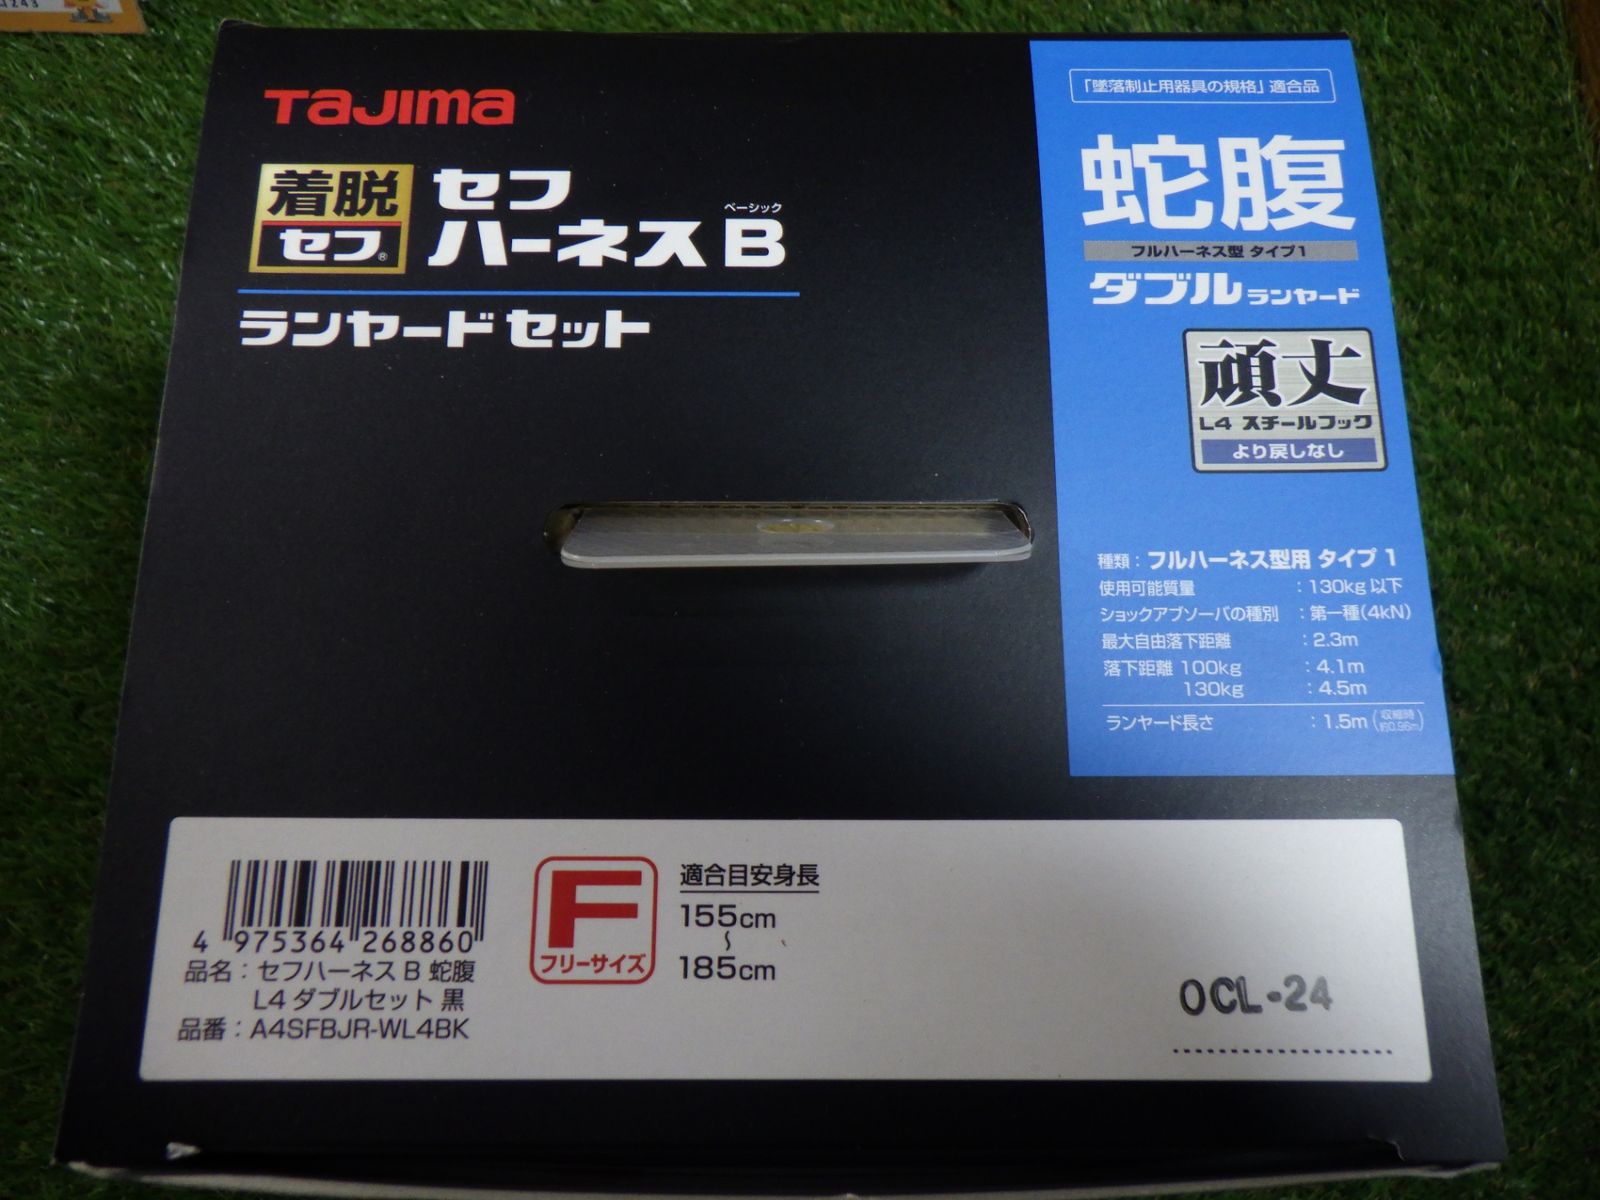 1243
TAJIMA
着脱
セフ®
セフ
ハーネス B
ベーシック
ランヤード セット
「墜落制止用器具の規格」適合品
蛇腹
フルハーネス型 タイプ1
ダブル ランヤード
頑丈
L4 スチールフック
より戻しなし
種類：フルハーネス型用 タイプ 1
使用可能質量 ：130kg 以下
ショックアブソーバの種別 ：第一種(4kN)
最大自由落下距離 ：2.3m
落下距離 100kg ：4.1m
130kg ：4.5m
ランヤード長さ ：1.5m (収縮時 約0.96m)
4 975364 268860
品名：セフハーネス B 蛇腹
L4 ダブルセット 黒
品番：A4SFBJR-WL4BK
F
フリーサイズ
適合目安身長
155cm
〜
185cm
OCL-24